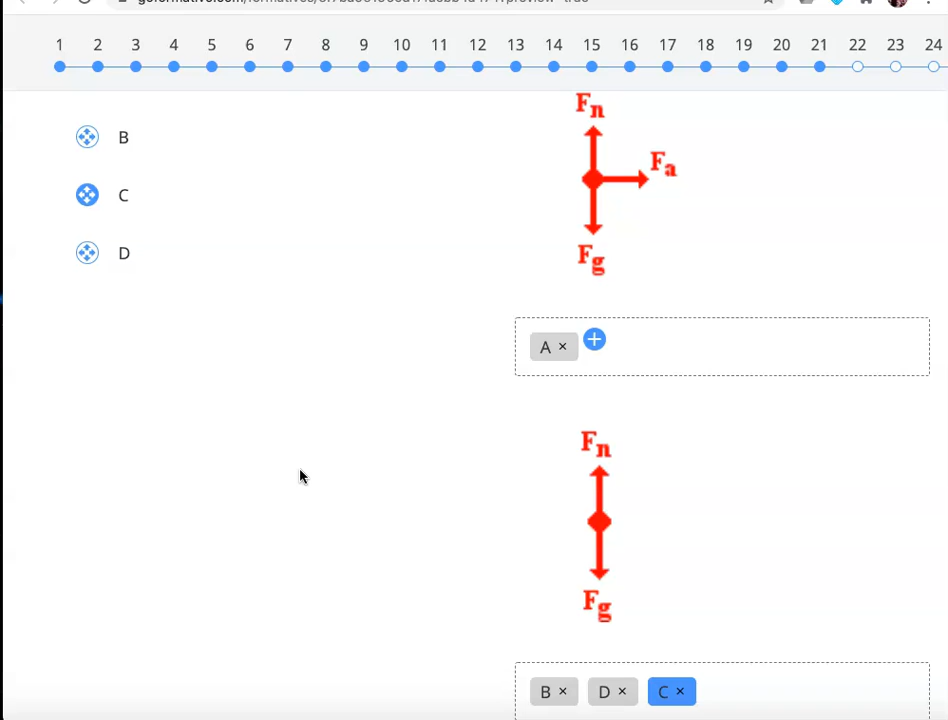 1 2 3 4 5 6 7 8 9 10 11 12 13 14 15 16 17 18 19 20 21 22 23 24
Fn
B
Fa
C
D
Fg
A ×
Fn
Fg
B × D × C ×